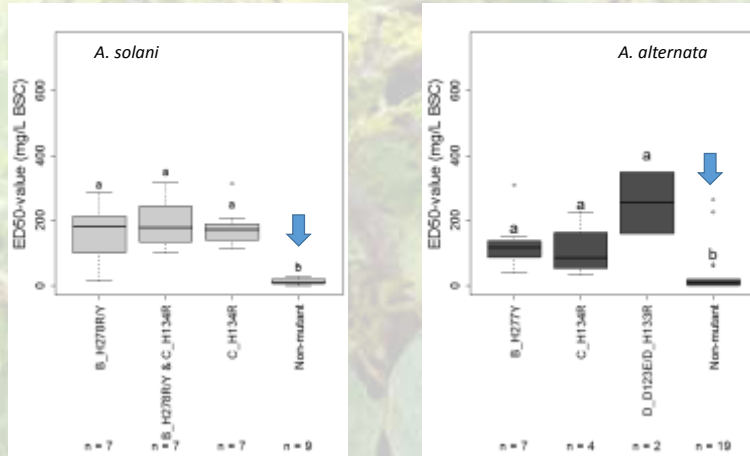 A. solani
ED50-value (mg/L BSC)
600
400
200
0
a
a
a
b
B_H278R/Y
B_H278R/Y & C_H134R
C_H134R
Non-mutant
n = 7
n = 7
n = 7
n = 9
A. alternata
ED50-value (mg/L BSC)
600
400
200
0
a
a
a
b
B_H277Y
C_H134R
D_D123E/D_H133R
Non-mutant
n = 7
n = 4
n = 2
n = 19